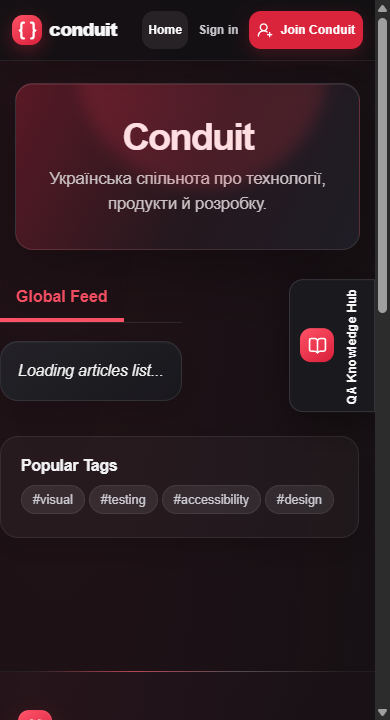 { } conduit
Home
Sign in
Join Conduit
Conduit
Українська спільнота про технології,
продукти й розробку.
Global Feed
QA Knowledge Hub
Loading articles list...
Popular Tags
#visual
#testing
#accessibility
#design